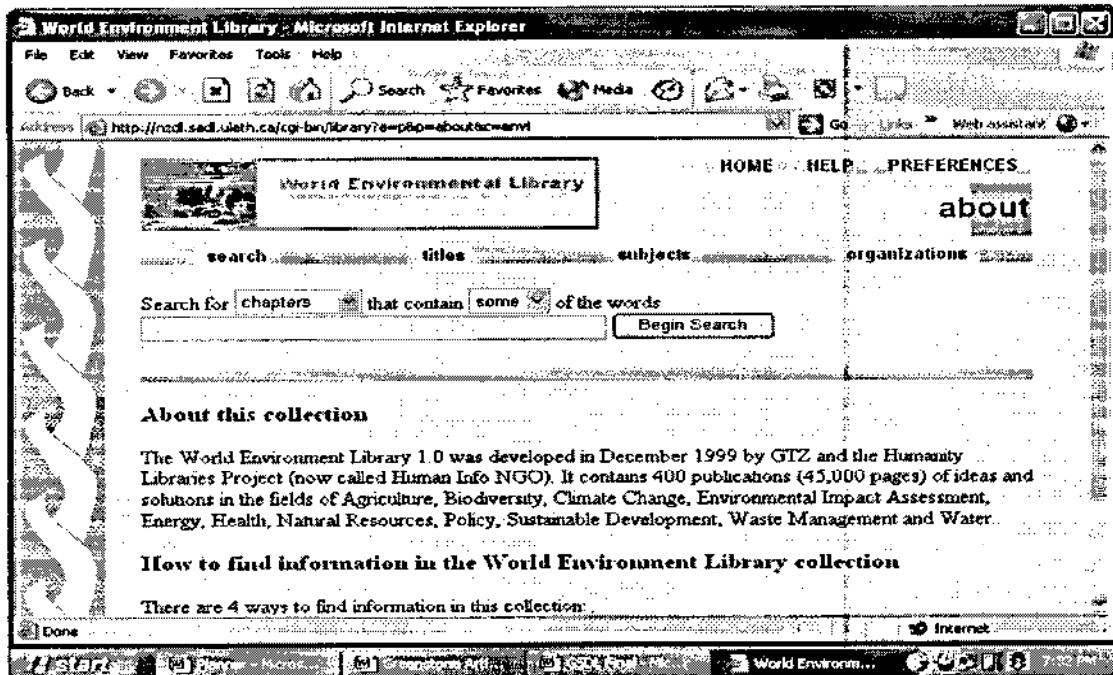 World Environment Library - Microsoft Internet Explorer
File Edit View Favorites Tools Help
Back Search Favorites Media
Address http://nzdl.sadl.uleth.ca/cgi-bin/library?a=p&p=about&c=envl Go Links Web assistant
World Environmental Library
HOME HELP PREFERENCES
about
search titles subjects organizations
Search for chapters that contain some of the words
Begin Search
About this collection
The World Environment Library 1.0 was developed in December 1999 by GTZ and the Humanity
Libraries Project (now called Human Info NGO). It contains 400 publications (45,000 pages) of ideas and
solutions in the fields of Agriculture, Biodiversity, Climate Change, Environmental Impact Assessment,
Energy, Health, Natural Resources, Policy, Sustainable Development, Waste Management and Water.
How to find information in the World Environment Library collection
There are 4 ways to find information in this collection:
Done Internet
start Greenstone World Environm... 7:32 PM